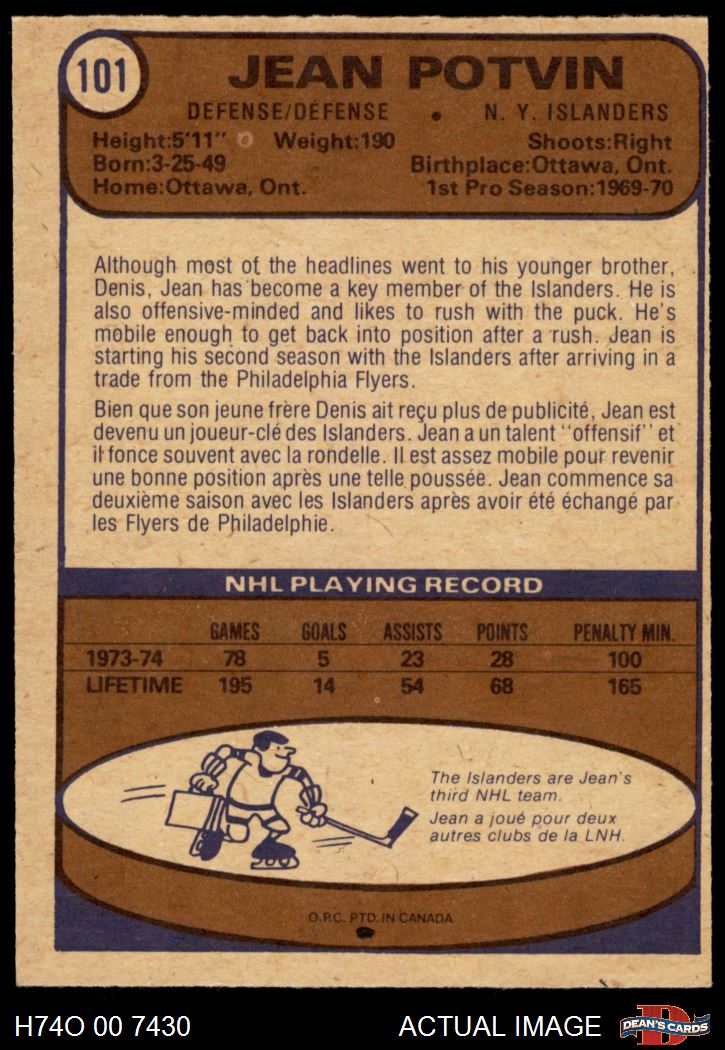 101
JEAN POTVIN
DEFENSE/DÉFENSE • N. Y. ISLANDERS
Height:5'11" Weight:190 Shoots:Right
Born:3-25-49 Birthplace:Ottawa, Ont.
Home:Ottawa, Ont. 1st Pro Season:1969-70
Although most of the headlines went to his younger brother,
Denis, Jean has become a key member of the Islanders. He is
also offensive-minded and likes to rush with the puck. He's
mobile enough to get back into position after a rush. Jean is
starting his second season with the Islanders after arriving in a
trade from the Philadelphia Flyers.
Bien que son jeune frère Denis ait reçu plus de publicité, Jean est
devenu un joueur-clé des Islanders. Jean a un talent "offensif" et
il fonce souvent avec la rondelle. Il est assez mobile pour revenir
une bonne position après une telle poussée. Jean commence sa
deuxième saison avec les Islanders après avoir été échangé par
les Flyers de Philadelphie.
NHL PLAYING RECORD
GAMES GOALS ASSISTS POINTS PENALTY MIN.
1973-74 78 5 23 28 100
LIFETIME 195 14 54 68 165
The Islanders are Jean's
third NHL team.
Jean a joué pour deux
autres clubs de la LNH.
O.P.C. PTD. IN CANADA
H74O 00 7430 ACTUAL IMAGE D DEAN'S CARDS